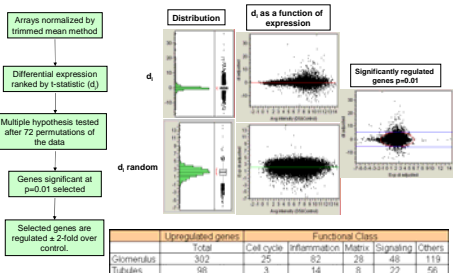 Arrays normalized by
trimmed mean method
Differential expression
ranked by t-statistic (di)
Multiple hypothesis tested
after 72 permutations of
the data
Genes significant at
p=0.01 selected
Selected genes are
regulated ± 2-fold over
control.
Distribution
di as a function of
expression
di
di random
Significantly regulated
genes p=0.01
Upregulated genes Functional Class
Total Cell cycle Inflammation Matrix Signaling Others
Glomerulus 302 25 82 28 48 119
Tubules 98 3 14 8 22 56